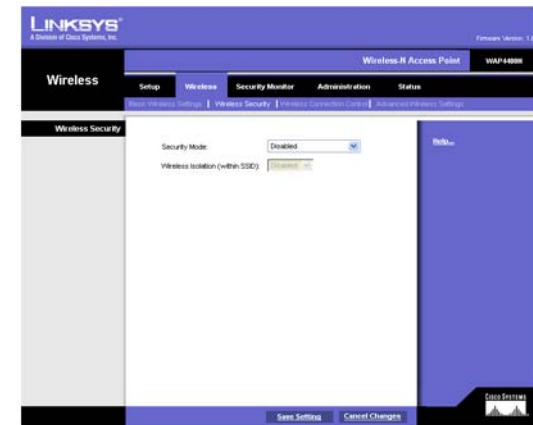 LINKSYS®
A Division of Cisco Systems, Inc.
Firmware Version: 1.
Wireless-N Access Point
WAP4400N
Wireless
Setup
Wireless
Security Monitor
Administration
Status
Basic Wireless Settings | Wireless Security | Wireless Connection Control | Advanced Wireless Settings
Wireless Security
Security Mode: Disabled
Wireless Isolation (within SSID): Disabled
Help...
Save Setting
Cancel Changes
CISCO SYSTEMS